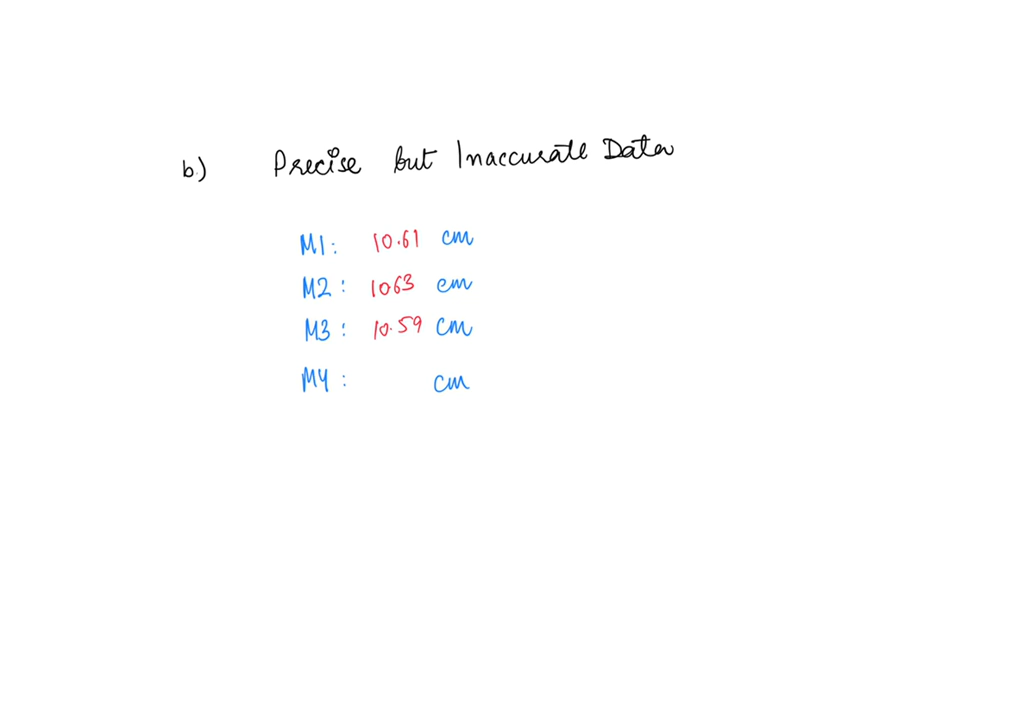 b.) Precise but Inaccurate Data
M1: 10.61 cm
M2: 1063 cm
M3: 10.59 cm
M4: cm